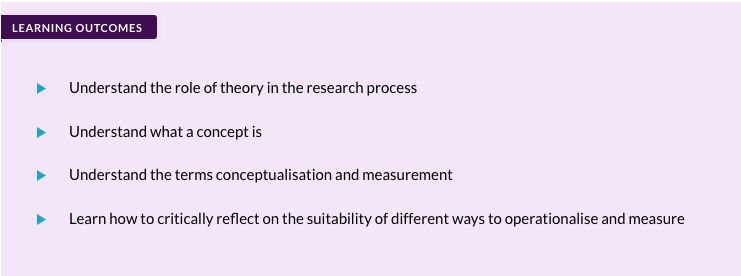 LEARNING OUTCOMES
Understand the role of theory in the research process
Understand what a concept is
Understand the terms conceptualisation and measurement
Learn how to critically reflect on the suitability of different ways to operationalise and measure